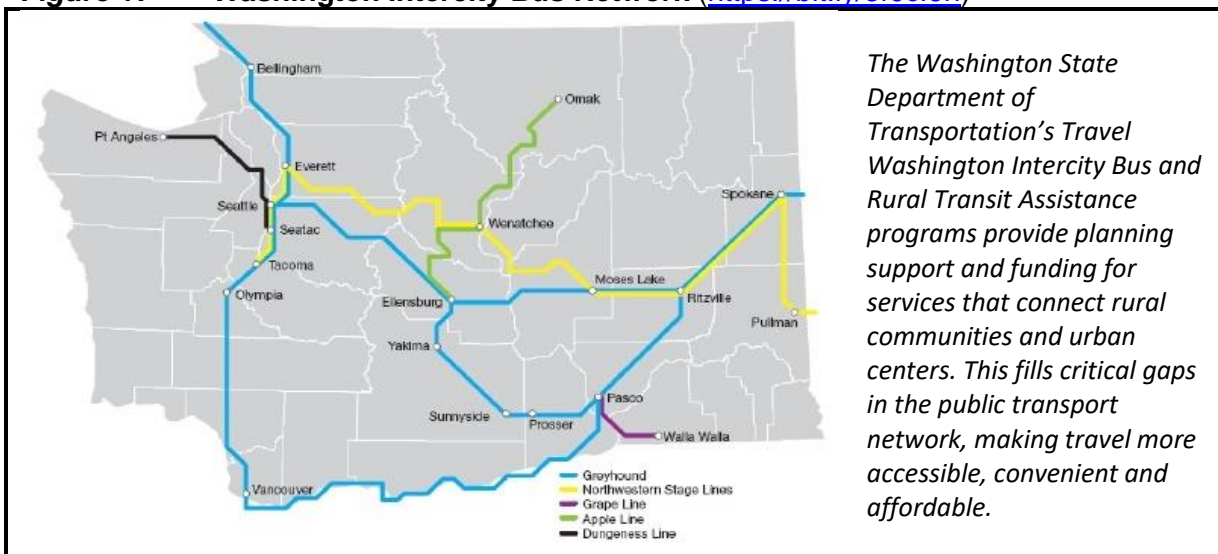 Washington Intercity Bus Network
Bellingham
Omak
Pt Angeles
Everett
Seattle
Spokane
Wenatchee
Seatac
Tacoma
Moses Lake
Olympia
Ellensburg
Ritzville
Pullman
Yakima
Pasco
Sunnyside
Prosser
Walla Walla
Vancouver
Greyhound
Northwestern Stage Lines
Grape Line
Apple Line
Dungeness Line
The Washington State
Department of
Transportation's Travel
Washington Intercity Bus and
Rural Transit Assistance
programs provide planning
support and funding for
services that connect rural
communities and urban
centers. This fills critical gaps
in the public transport
network, making travel more
accessible, convenient and
affordable.